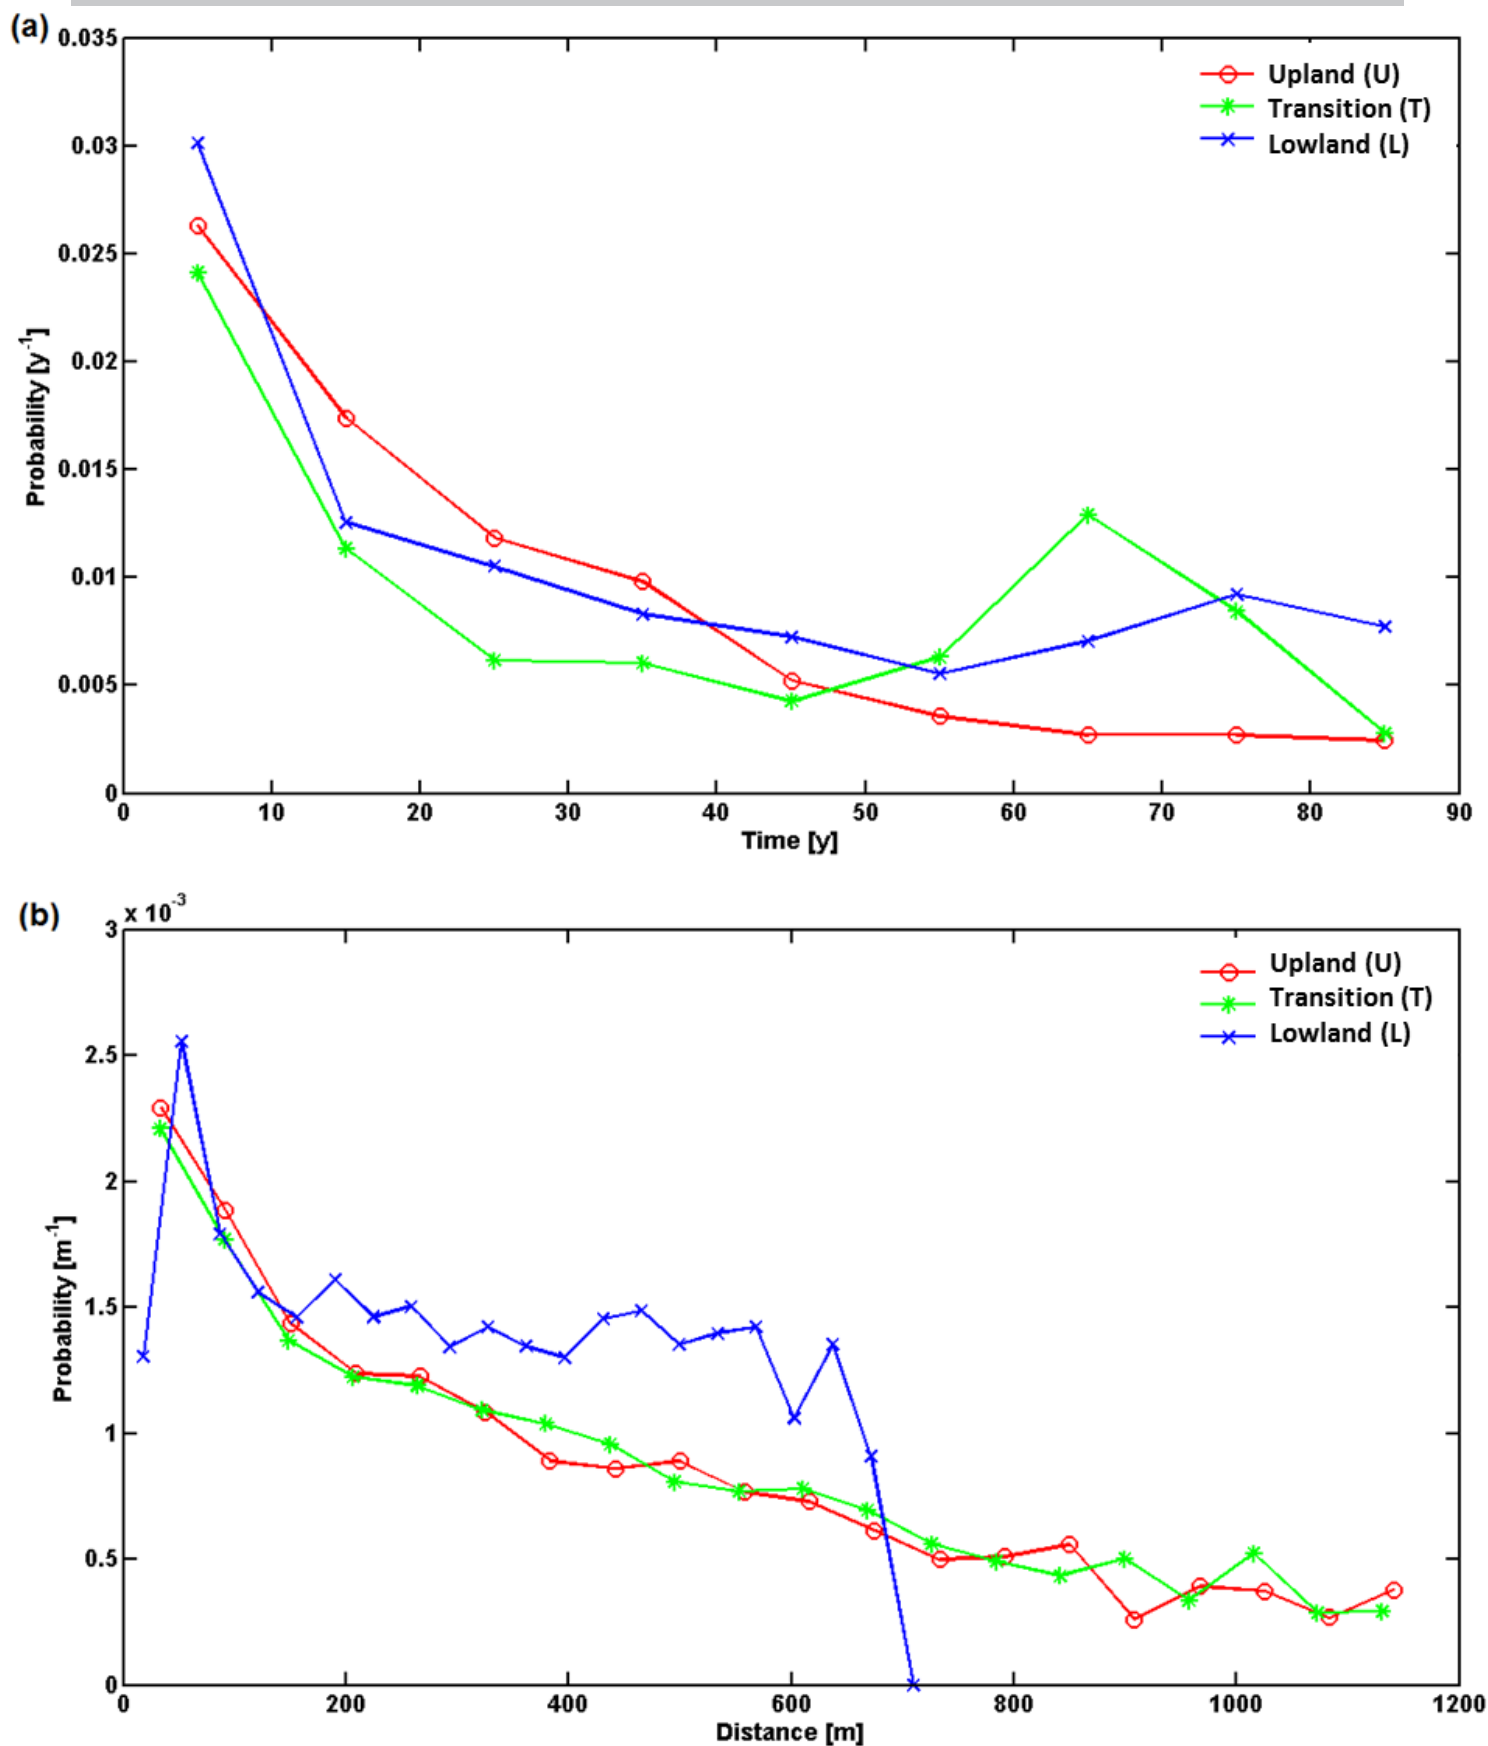 (a)
0.035
0.03
0.025
0.02
0.015
0.01
0.005
0
Probability [y-1]
Upland (U)
Transition (T)
Lowland (L)
0 10 20 30 40 50 60 70 80 90
Time [y]
(b)
x 10-3
3
2.5
2
1.5
1
0.5
0
Probability [m-1]
Upland (U)
Transition (T)
Lowland (L)
0 200 400 600 800 1000 1200
Distance [m]